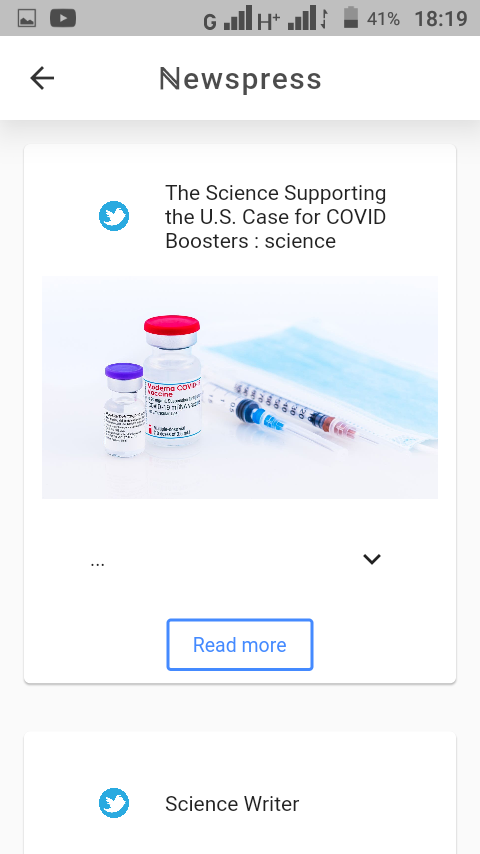 G H+ 41% 18:19
Newspress
The Science Supporting
the U.S. Case for COVID
Boosters : science
Moderna COVID-
Vaccine
...
Read more
Science Writer